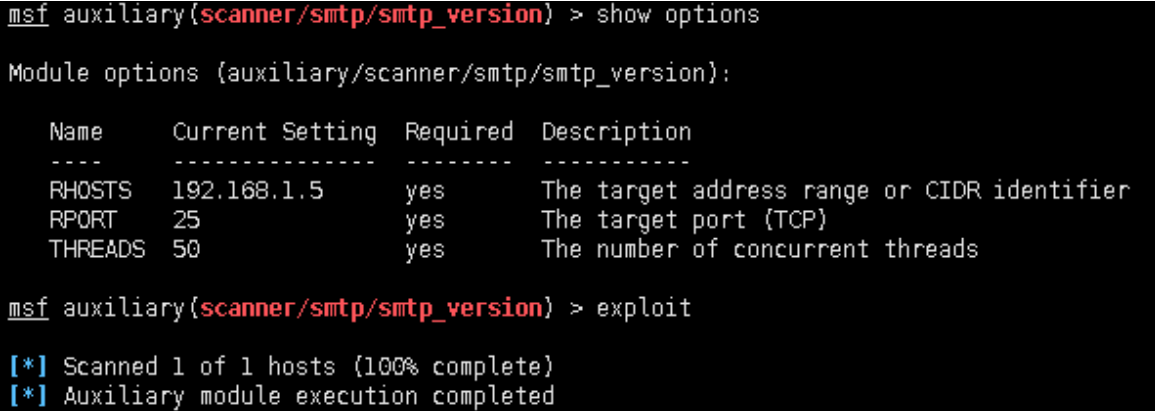 msf auxiliary(scanner/smtp/smtp_version) > show options
Module options (auxiliary/scanner/smtp/smtp_version):
Name Current Setting Required Description
---- --------------- -------- -----------
RHOSTS 192.168.1.5 yes The target address range or CIDR identifier
RPORT 25 yes The target port (TCP)
THREADS 50 yes The number of concurrent threads
msf auxiliary(scanner/smtp/smtp_version) > exploit
[*] Scanned 1 of 1 hosts (100% complete)
[*] Auxiliary module execution completed